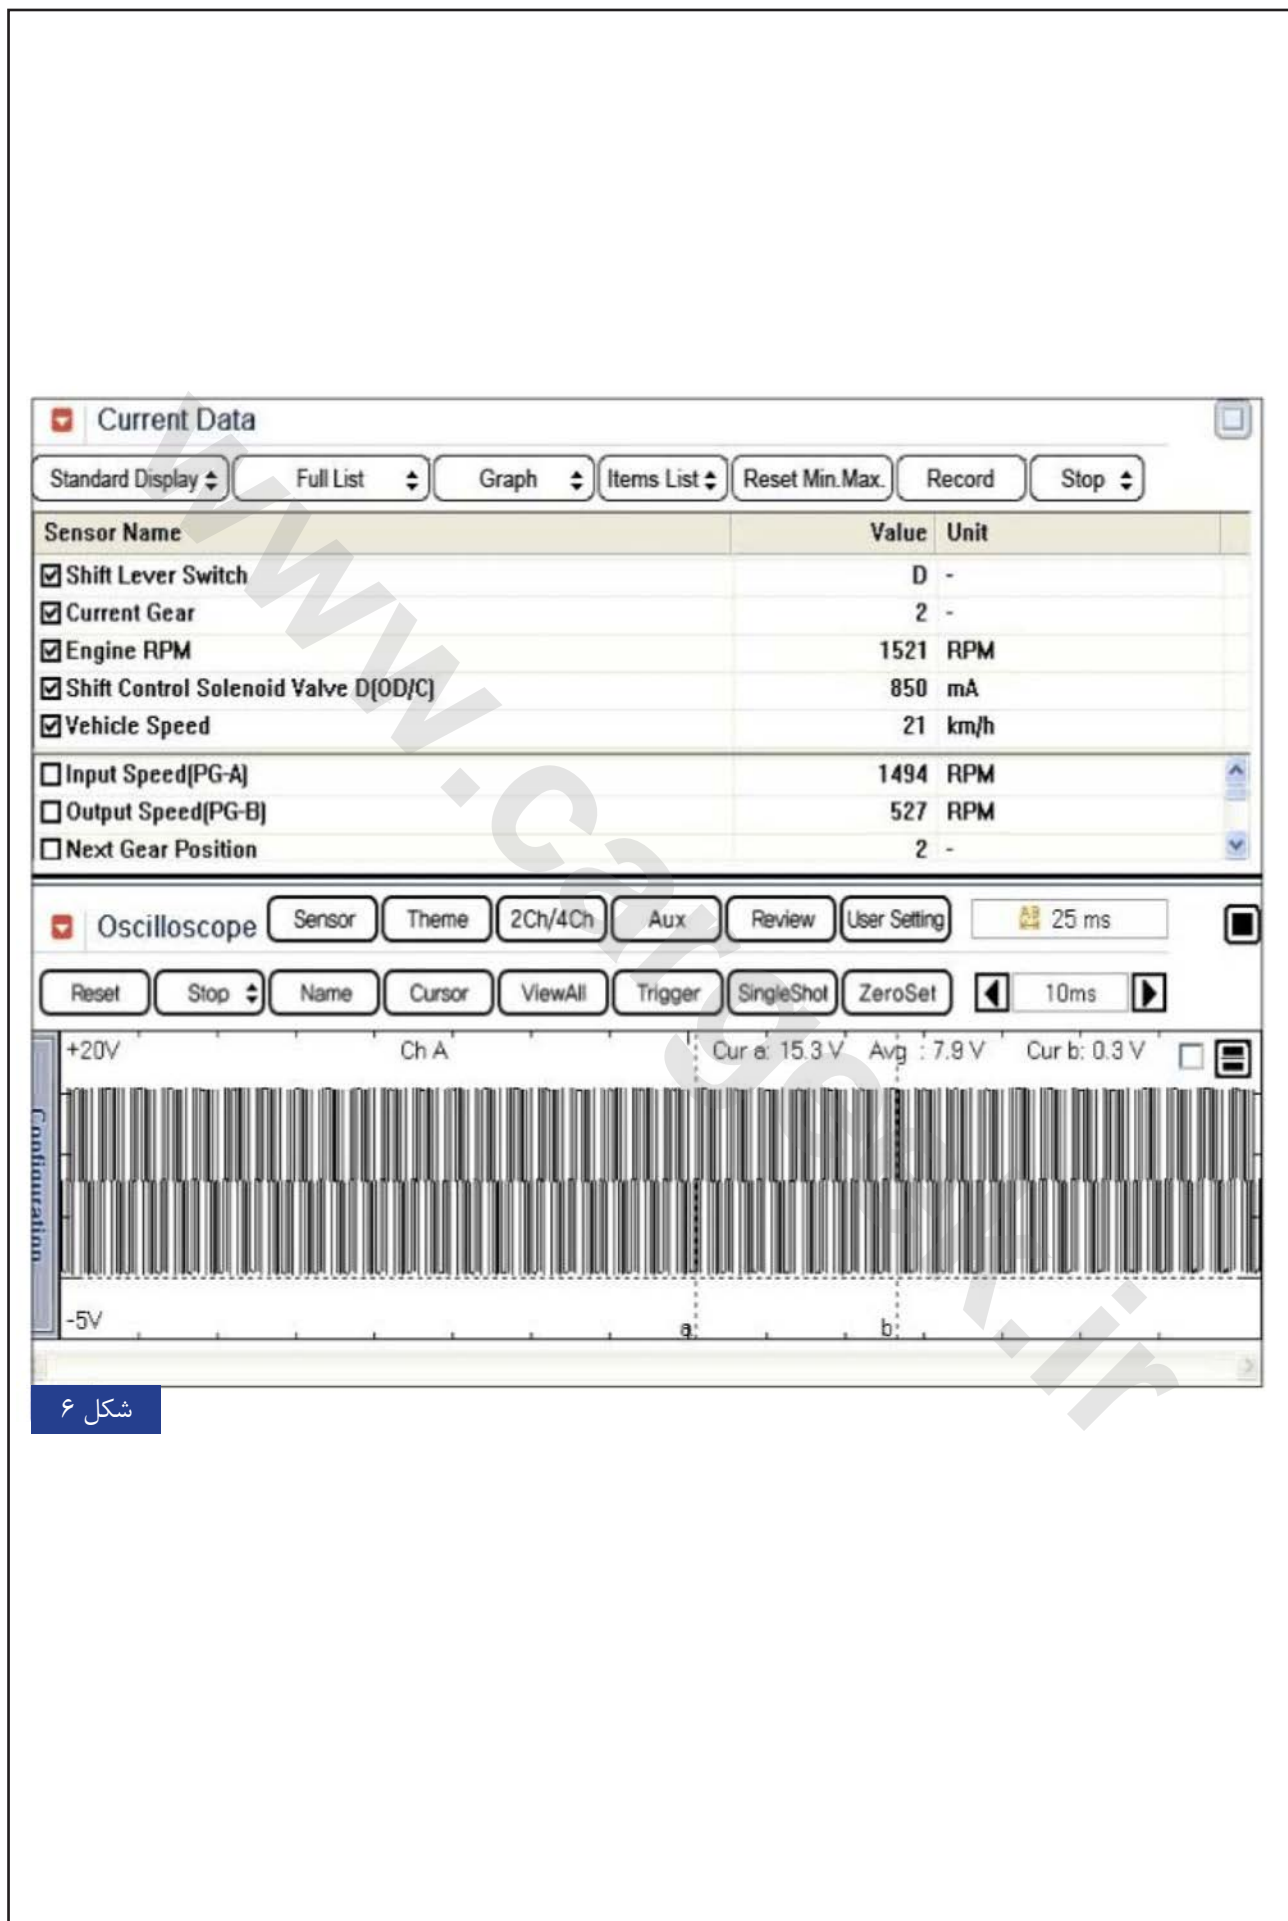 Current Data
Standard Display Full List Graph Items List Reset Min.Max. Record Stop
Sensor Name Value Unit
Shift Lever Switch D -
Current Gear 2 -
Engine RPM 1521 RPM
Shift Control Solenoid Valve D(OD/C) 850 mA
Vehicle Speed 21 km/h
Input Speed(PG-A) 1494 RPM
Output Speed(PG-B) 527 RPM
Next Gear Position 2 -
Oscilloscope Sensor Theme 2Ch/4Ch Aux Review User Setting 25 ms
Reset Stop Name Cursor ViewAll Trigger SingleShot ZeroSet 10ms
+20V Ch A Cur a: 15.3 V Avg : 7.9 V Cur b: 0.3 V
Configuration
-5V a b
شکل ۶
www.cargeek.ir